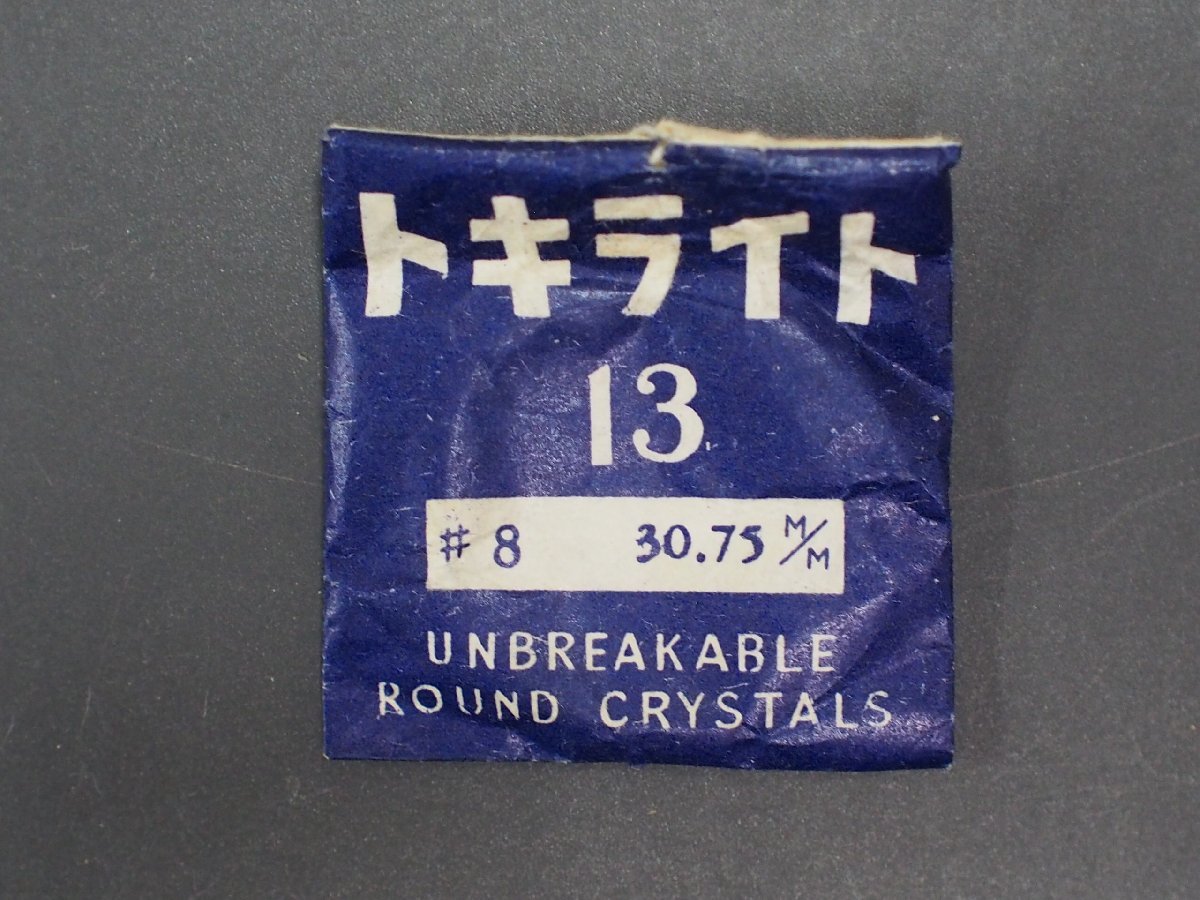 トキライト
13
# 8 30.75 M/M
UNBREAKABLE
ROUND CRYSTALS